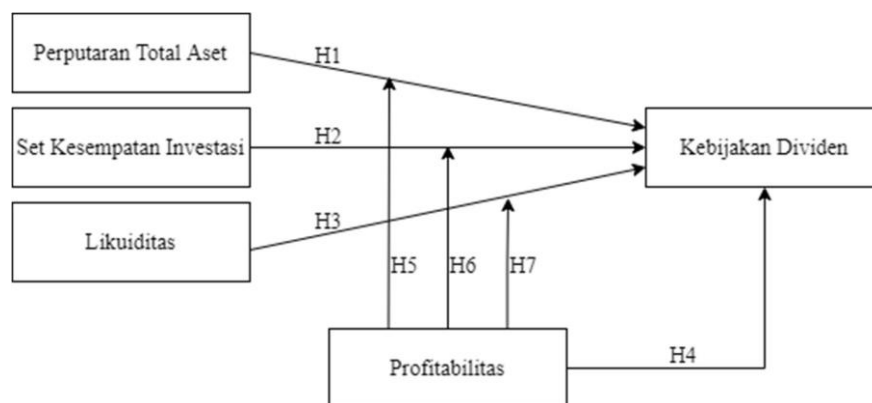 Perputaran Total Aset
H1
Set Kesempatan Investasi
H2
Kebijakan Dividen
Likuiditas
H3
H5
H6
H7
Profitabilitas
H4